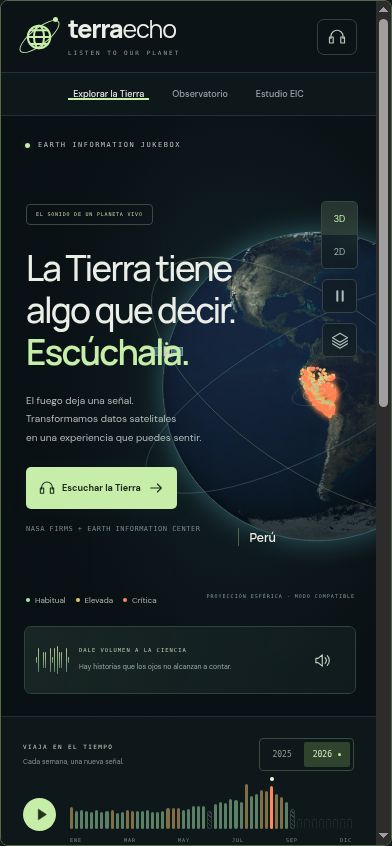 terraecho
LISTEN TO OUR PLANET
Explorar la Tierra
Observatorio
Estudio EIC
EARTH INFORMATION JUKEBOX
EL SONIDO DE UN PLANETA VIVO
3D
2D
La Tierra tiene
algo que decir.
Escúchala.
El fuego deja una señal.
Transformamos datos satelitales
en una experiencia que puedes sentir.
Escuchar la Tierra
NASA FIRMS + EARTH INFORMATION CENTER
Perú
Habitual
Elevada
Crítica
PROYECCIÓN ESFÉRICA · MODO COMPATIBLE
DALE VOLUMEN A LA CIENCIA
Hay historias que los ojos no alcanzan a contar.
VIAJA EN EL TIEMPO
Cada semana, una nueva señal.
2025
2026
ENE
MAR
MAY
JUL
SEP
DIC